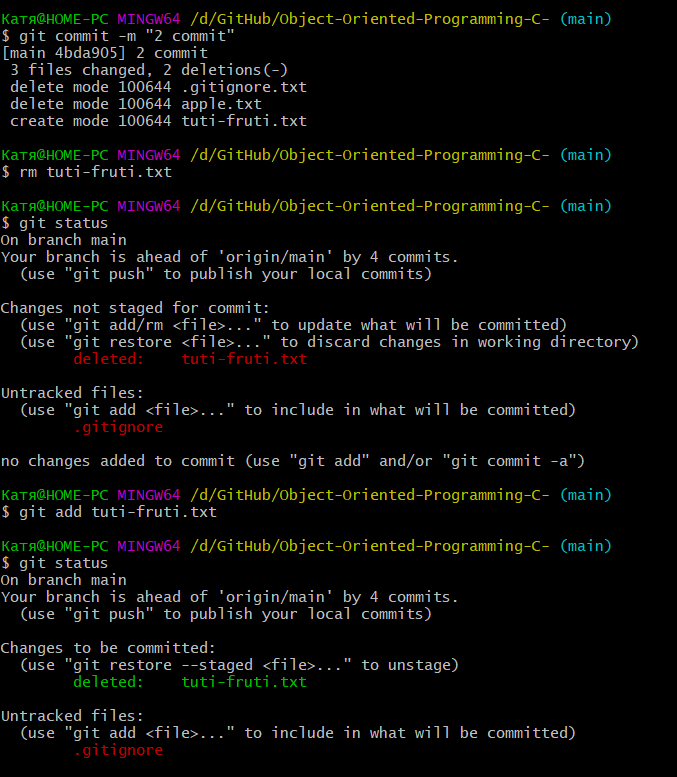 Катя@HOME-PC MINGW64 /d/GitHub/Object-Oriented-Programming-C- (main)
$ git commit -m "2 commit"
[main 4bda905] 2 commit
 3 files changed, 2 deletions(-)
 delete mode 100644 .gitignore.txt
 delete mode 100644 apple.txt
 create mode 100644 tuti-fruti.txt

Катя@HOME-PC MINGW64 /d/GitHub/Object-Oriented-Programming-C- (main)
$ rm tuti-fruti.txt

Катя@HOME-PC MINGW64 /d/GitHub/Object-Oriented-Programming-C- (main)
$ git status
On branch main
Your branch is ahead of 'origin/main' by 4 commits.
  (use "git push" to publish your local commits)

Changes not staged for commit:
  (use "git add/rm <file>..." to update what will be committed)
  (use "git restore <file>..." to discard changes in working directory)
        deleted:    tuti-fruti.txt

Untracked files:
  (use "git add <file>..." to include in what will be committed)
        .gitignore

no changes added to commit (use "git add" and/or "git commit -a")

Катя@HOME-PC MINGW64 /d/GitHub/Object-Oriented-Programming-C- (main)
$ git add tuti-fruti.txt

Катя@HOME-PC MINGW64 /d/GitHub/Object-Oriented-Programming-C- (main)
$ git status
On branch main
Your branch is ahead of 'origin/main' by 4 commits.
  (use "git push" to publish your local commits)

Changes to be committed:
  (use "git restore --staged <file>..." to unstage)
        deleted:    tuti-fruti.txt

Untracked files:
  (use "git add <file>..." to include in what will be committed)
        .gitignore